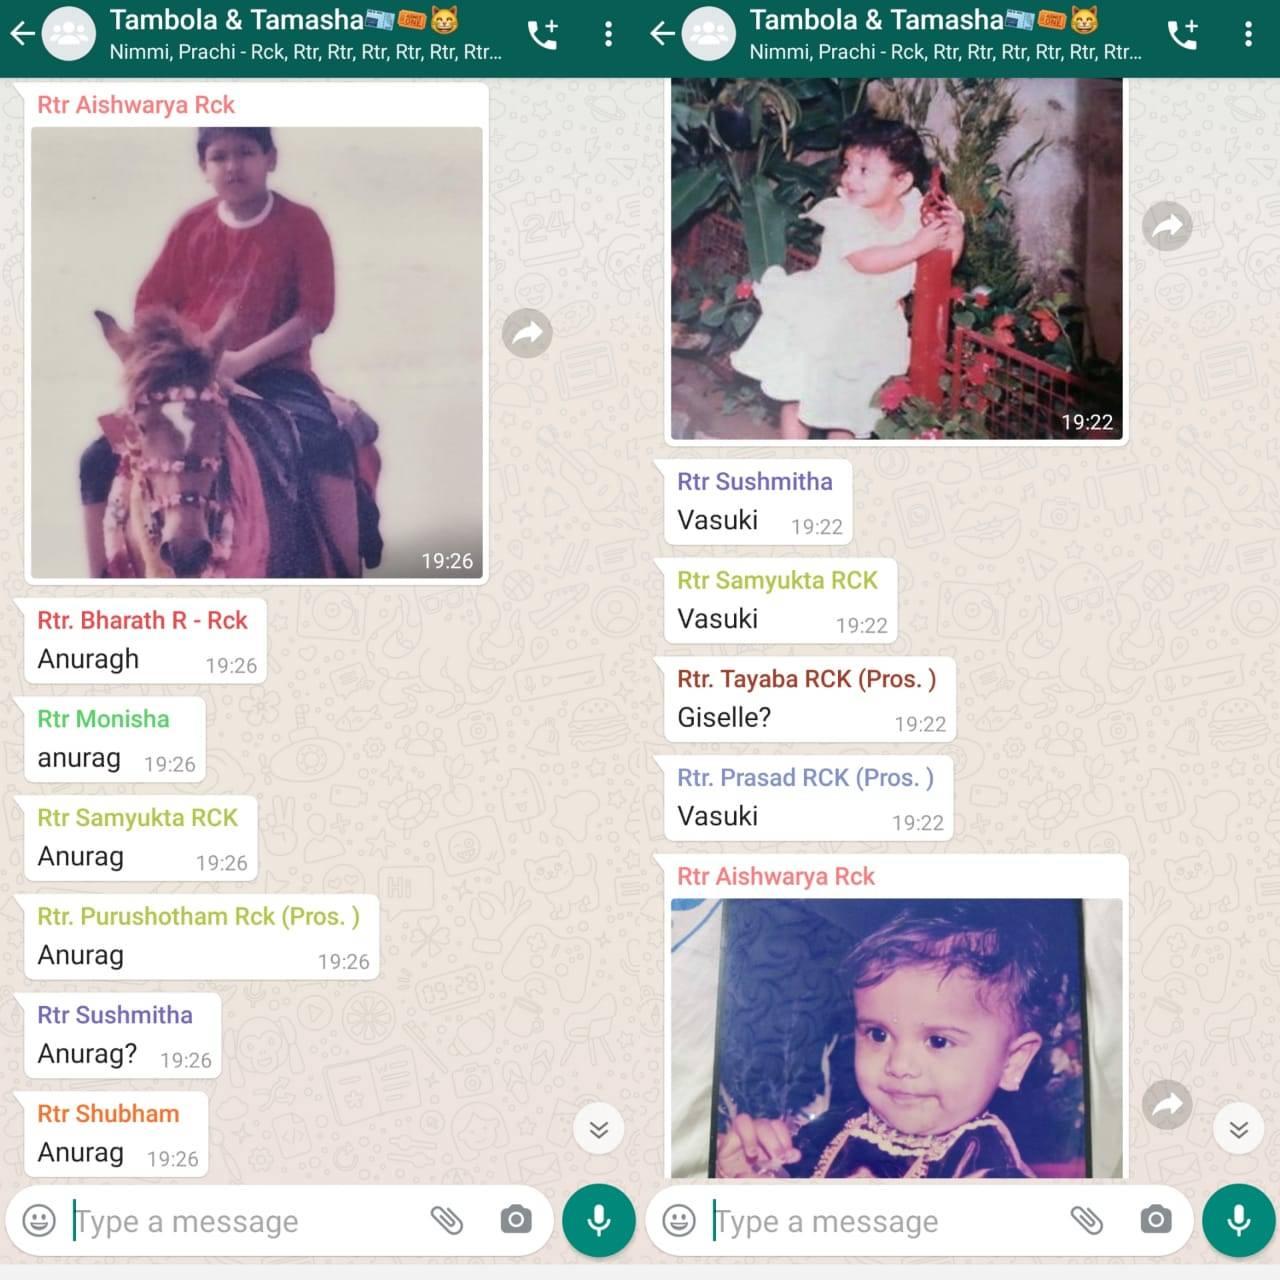 Tambola & Tamasha
Nimmi, Prachi - Rck, Rtr, Rtr, Rtr, Rtr, Rtr, Rtr...
Rtr Aishwarya Rck
19:26
Rtr. Bharath R - Rck
Anuragh 19:26
Rtr Monisha
anurag 19:26
Rtr Samyukta RCK
Anurag 19:26
Rtr. Purushotham Rck (Pros. )
Anurag 19:26
Rtr Sushmitha
Anurag? 19:26
Rtr Shubham
Anurag 19:26
Type a message
Tambola & Tamasha
Nimmi, Prachi - Rck, Rtr, Rtr, Rtr, Rtr, Rtr, Rtr...
19:22
Rtr Sushmitha
Vasuki 19:22
Rtr Samyukta RCK
Vasuki 19:22
Rtr. Tayaba RCK (Pros. )
Giselle? 19:22
Rtr. Prasad RCK (Pros. )
Vasuki 19:22
Rtr Aishwarya Rck
Type a message